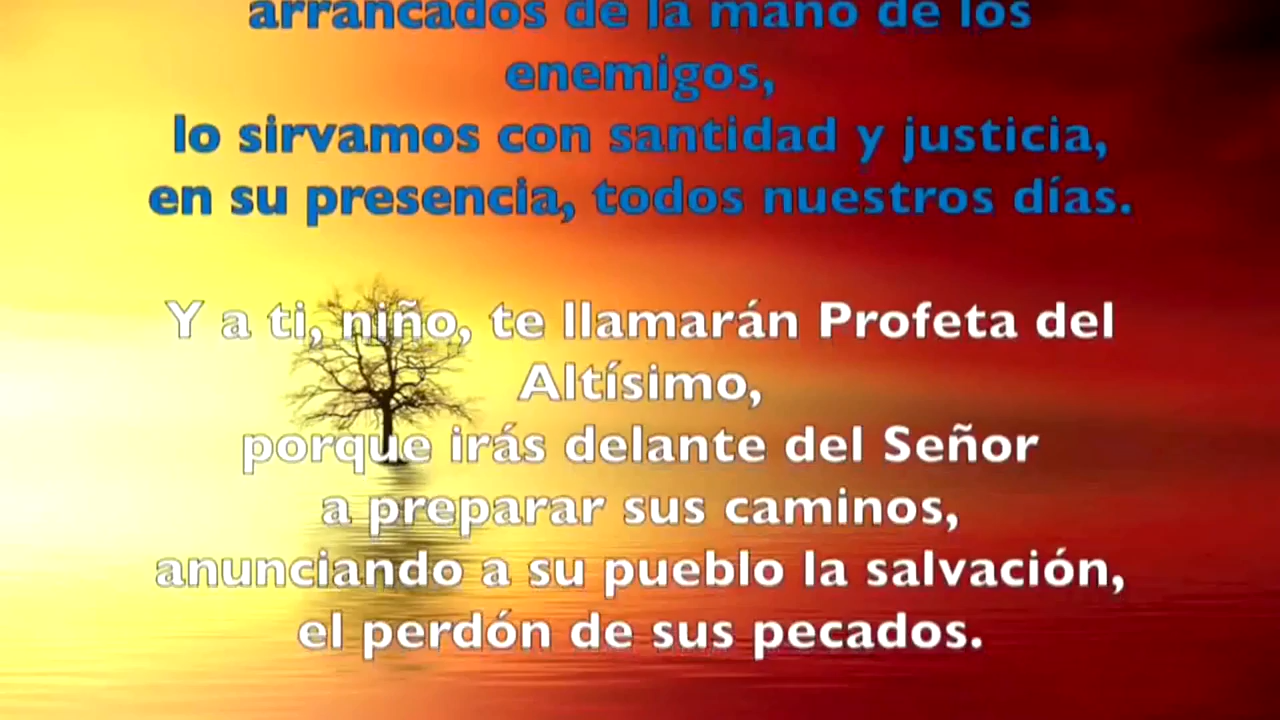 arrancados de la mano de los
enemigos,
lo sirvamos con santidad y justicia,
en su presencia, todos nuestros días.
Y a ti, niño, te llamarán Profeta del
Altísimo,
porque irás delante del Señor
a preparar sus caminos,
anunciando a su pueblo la salvación,
el perdón de sus pecados.